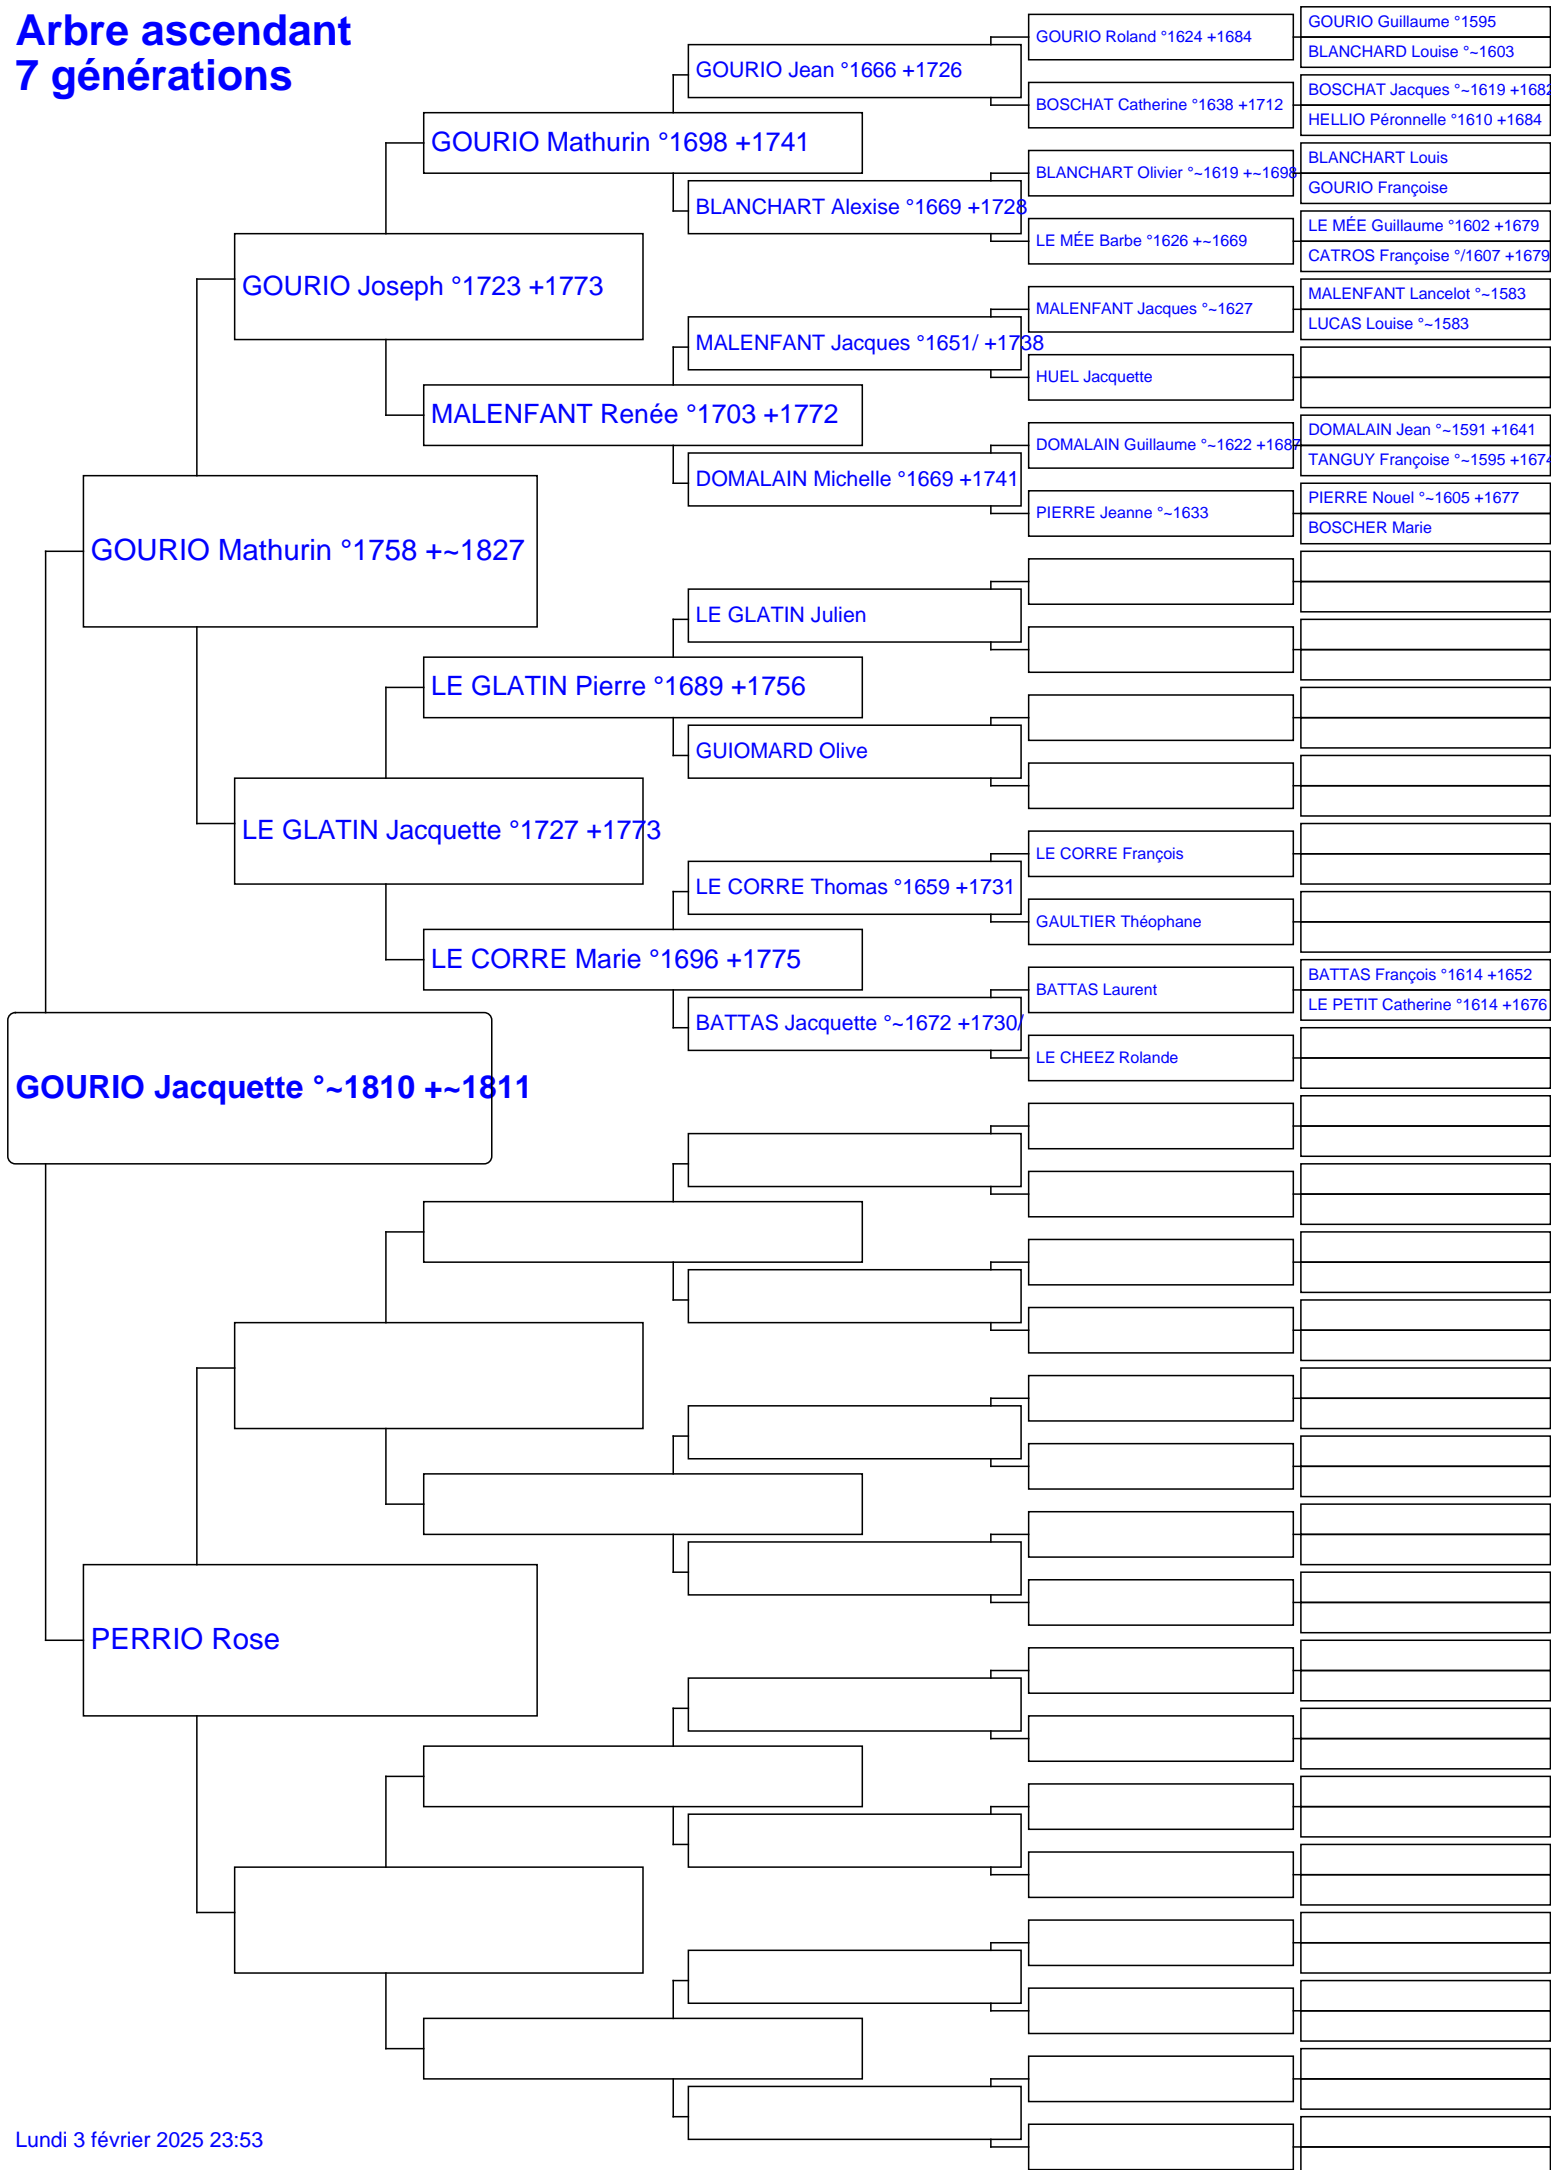 Arbre ascendant
7 générations
GOURIO Jacquette °~1810 +~1811
GOURIO Mathurin °1758 +~1827
PERRIO Rose
GOURIO Joseph °1723 +1773
LE GLATIN Jacquette °1727 +1773
GOURIO Mathurin °1698 +1741
MALENFANT Renée °1703 +1772
LE GLATIN Pierre °1689 +1756
LE CORRE Marie °1696 +1775
GOURIO Jean °1666 +1726
BLANCHART Alexise °1669 +1728
MALENFANT Jacques °1651/ +1738
DOMALAIN Michelle °1669 +1741
LE GLATIN Julien
GUIOMARD Olive
LE CORRE Thomas °1659 +1731
BATTAS Jacquette °~1672 +1730/
GOURIO Roland °1624 +1684
BOSCHAT Catherine °1638 +1712
BLANCHART Olivier °~1619 +~1698
LE MÉE Barbe °1626 +~1669
MALENFANT Jacques °~1627
HUEL Jacquette
DOMALAIN Guillaume °~1622 +1687
PIERRE Jeanne °~1633
LE CORRE François
GAULTIER Théophane
BATTAS Laurent
LE CHEEZ Rolande
GOURIO Guillaume °1595
BLANCHARD Louise °~1603
BOSCHAT Jacques °~1619 +1682
HELLIO Péronnelle °1610 +1684
BLANCHART Louis
GOURIO Françoise
LE MÉE Guillaume °1602 +1679
CATROS Françoise °/1607 +1679
MALENFANT Lancelot °~1583
LUCAS Louise °~1583
DOMALAIN Jean °~1591 +1641
TANGUY Françoise °~1595 +1674
PIERRE Nouel °~1605 +1677
BOSCHER Marie
BATTAS François °1614 +1652
LE PETIT Catherine °1614 +1676
Lundi 3 février 2025 23:53